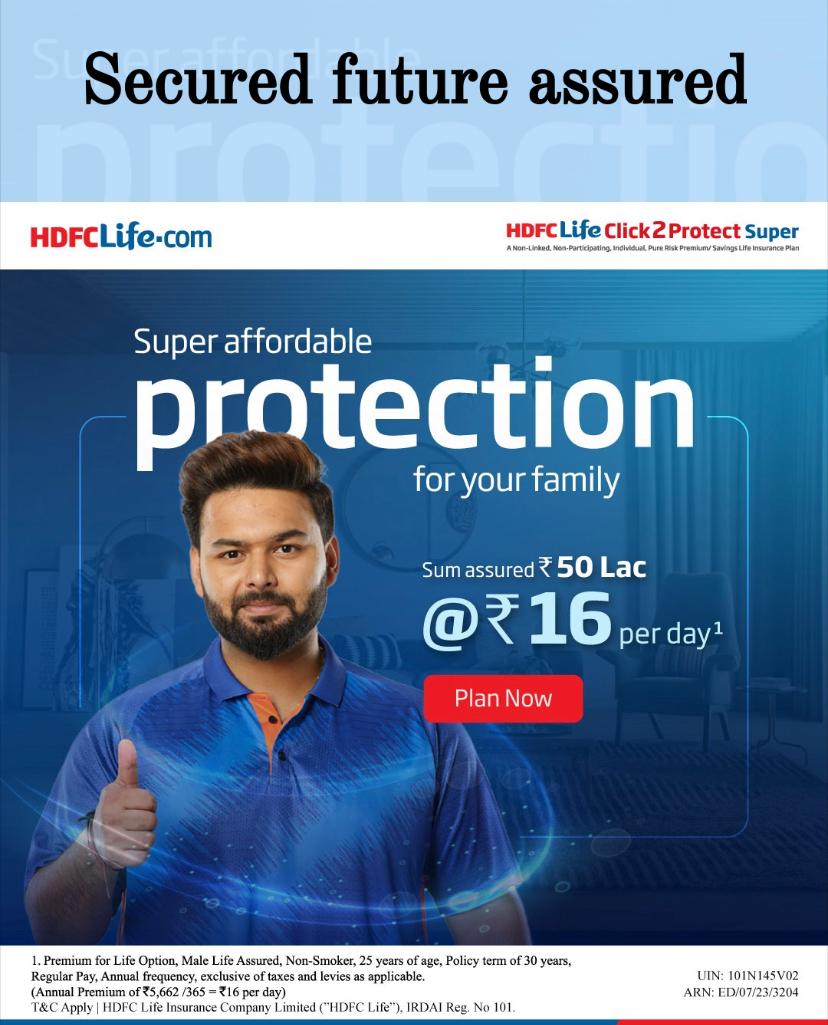 Super affordable
Secured future assured
protectio
HDFC Life.com
HDFC Life Click 2 Protect Super
A Non-Linked, Non-Participating, Individual, Pure Risk Premium/ Savings Life Insurance Plan
Super affordable
protection
for your family
Sum assured ₹ 50 Lac
@ ₹ 16 per day¹
Plan Now
1. Premium for Life Option, Male Life Assured, Non-Smoker, 25 years of age, Policy term of 30 years,
Regular Pay, Annual frequency, exclusive of taxes and levies as applicable.
(Annual Premium of ₹5,662 /365 = ₹16 per day)
T&C Apply | HDFC Life Insurance Company Limited ("HDFC Life"), IRDAI Reg. No 101.
UIN: 101N145V02
ARN: ED/07/23/3204